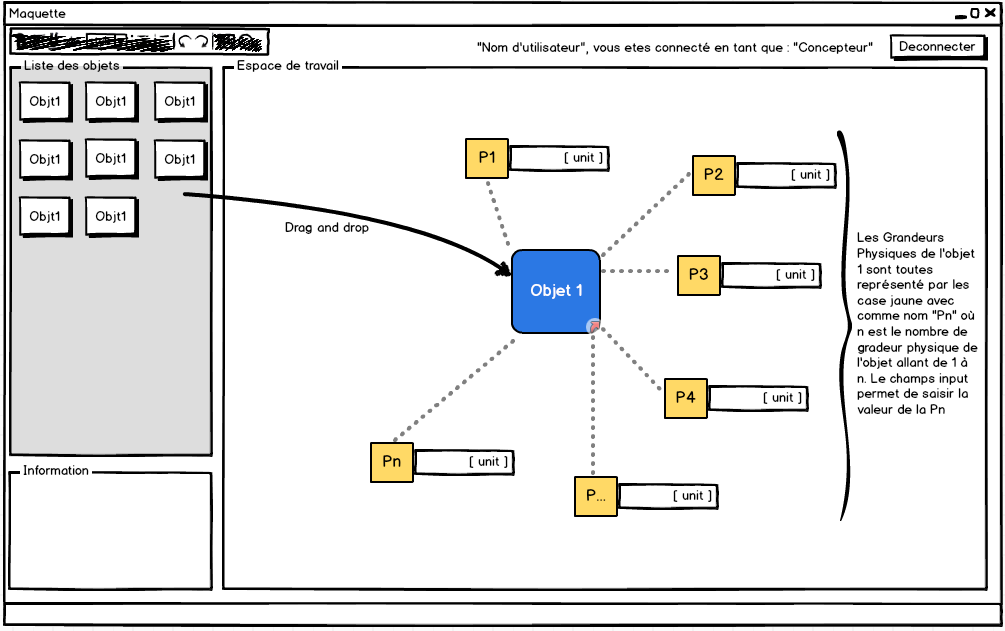 Maquette
"Nom d'utilisateur", vous etes connecté en tant que : "Concepteur"
Deconnecter
Liste des objets
Objt1 Objt1 Objt1
Objt1 Objt1 Objt1
Objt1 Objt1
Information
Espace de travail
Drag and drop
P1 [ unit ]
P2 [ unit ]
P3 [ unit ]
Objet 1
P4 [ unit ]
Pn [ unit ]
P... [ unit ]
Les Grandeurs
Physiques de l'objet
1 sont toutes
représenté par les
case jaune avec
comme nom "Pn" où
n est le nombre de
gradeur physique de
l'objet allant de 1 à
n. Le champs input
permet de saisir la
valeur de la Pn